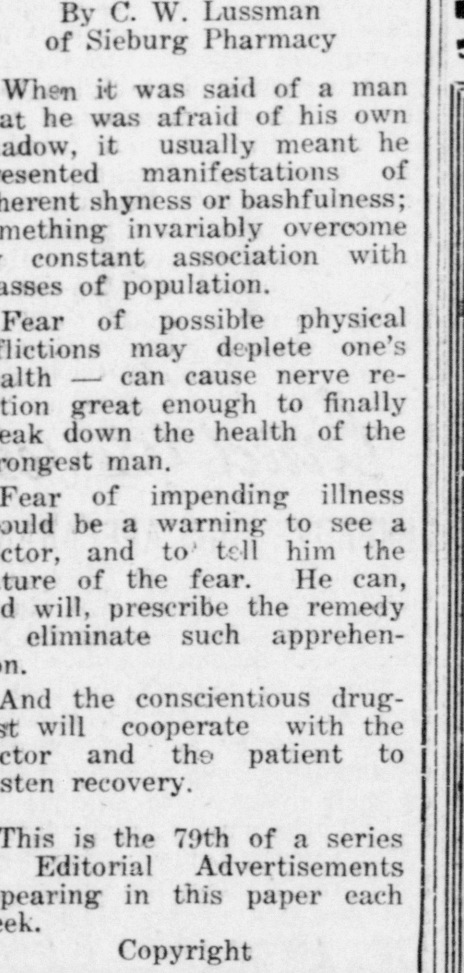 By C. W. Lussman
of Sieburg Pharmacy
When it was said of a man
at he was afraid of his own
adow, it usually meant he
esented manifestations of
herent shyness or bashfulness;
mething invariably overcome
constant association with
asses of population.
Fear of possible physical
flictions may deplete one's
alth — can cause nerve re-
tion great enough to finally
eak down the health of the
rongest man.
Fear of impending illness
ould be a warning to see a
ctor, and to tell him the
ture of the fear. He can,
d will, prescribe the remedy
eliminate such apprehen-
on.
And the conscientious drug-
st will cooperate with the
ctor and the patient to
sten recovery.
This is the 79th of a series
Editorial Advertisements
pearing in this paper each
eek.
Copyright